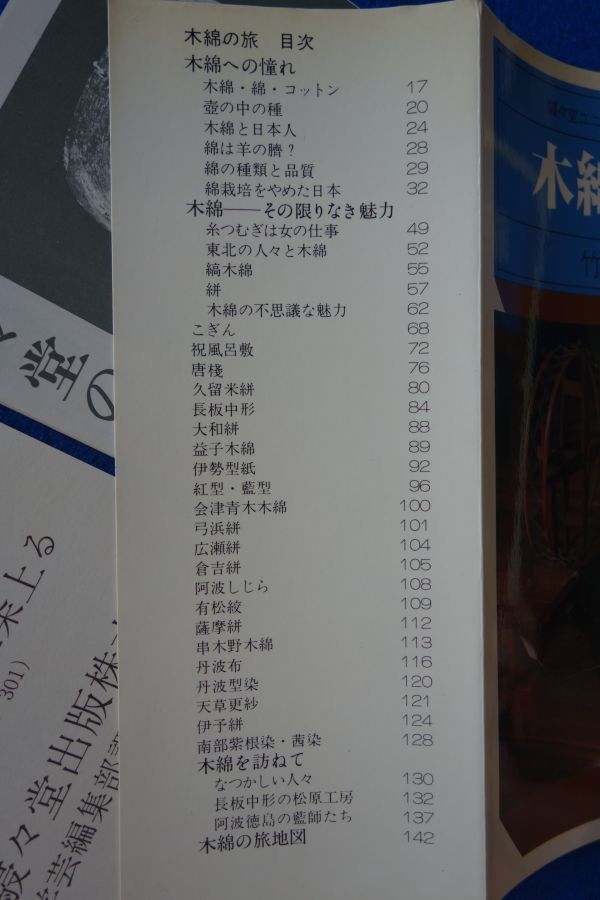 木綿の旅　目次
木綿への憧れ
木綿・綿・コットン 17
壺の中の種 20
木綿と日本人 24
綿は羊の臍？ 28
綿の種類と品質 29
綿栽培をやめた日本 32
木綿――その限りなき魅力
糸つむぎは女の仕事 49
東北の人々と木綿 52
縞木綿 55
絣 57
木綿の不思議な魅力 62
こぎん 68
祝風呂敷 72
唐棧 76
久留米絣 80
長板中形 84
大和絣 88
益子木綿 89
伊勢型紙 92
紅型・藍型 96
会津青木木綿 100
弓浜絣 101
広瀬絣 104
倉吉絣 105
阿波しじら 108
有松絞 109
薩摩絣 112
串木野木綿 113
丹波布 116
丹波型染 120
天草更紗 121
伊予絣 124
南部紫根染・茜染 128
木綿を訪ねて
なつかしい人々 130
長板中形の松原工房 132
阿波徳島の藍師たち 137
木綿の旅地図 142
木綿
竹
堂の
上る
301)
々堂出版株
芸編集部